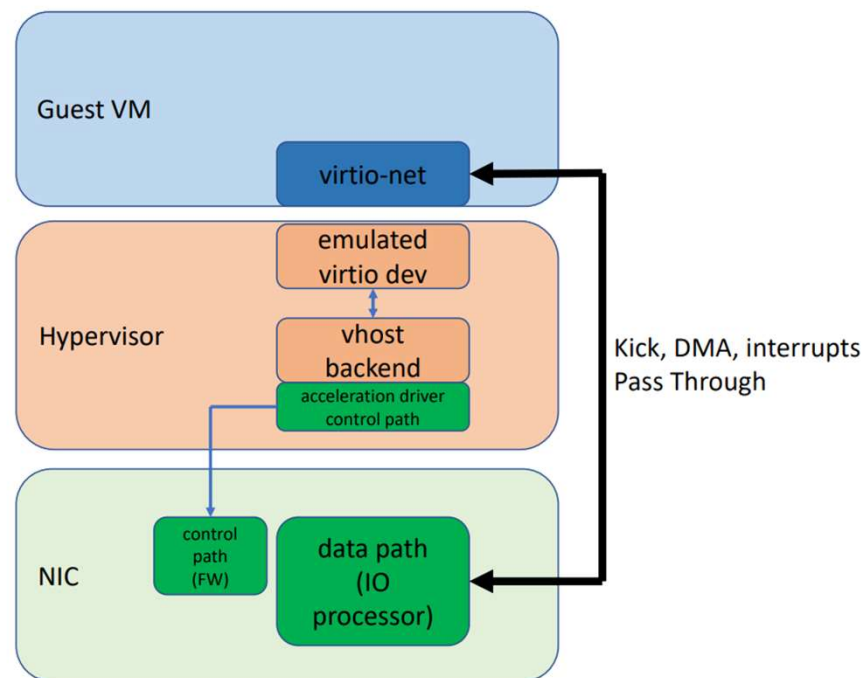 Guest VM
virtio-net
emulated
virtio dev
Hypervisor
vhost
backend
acceleration driver
control path
Kick, DMA, interrupts
Pass Through
NIC
control
path
(FW)
data path
(IO
processor)